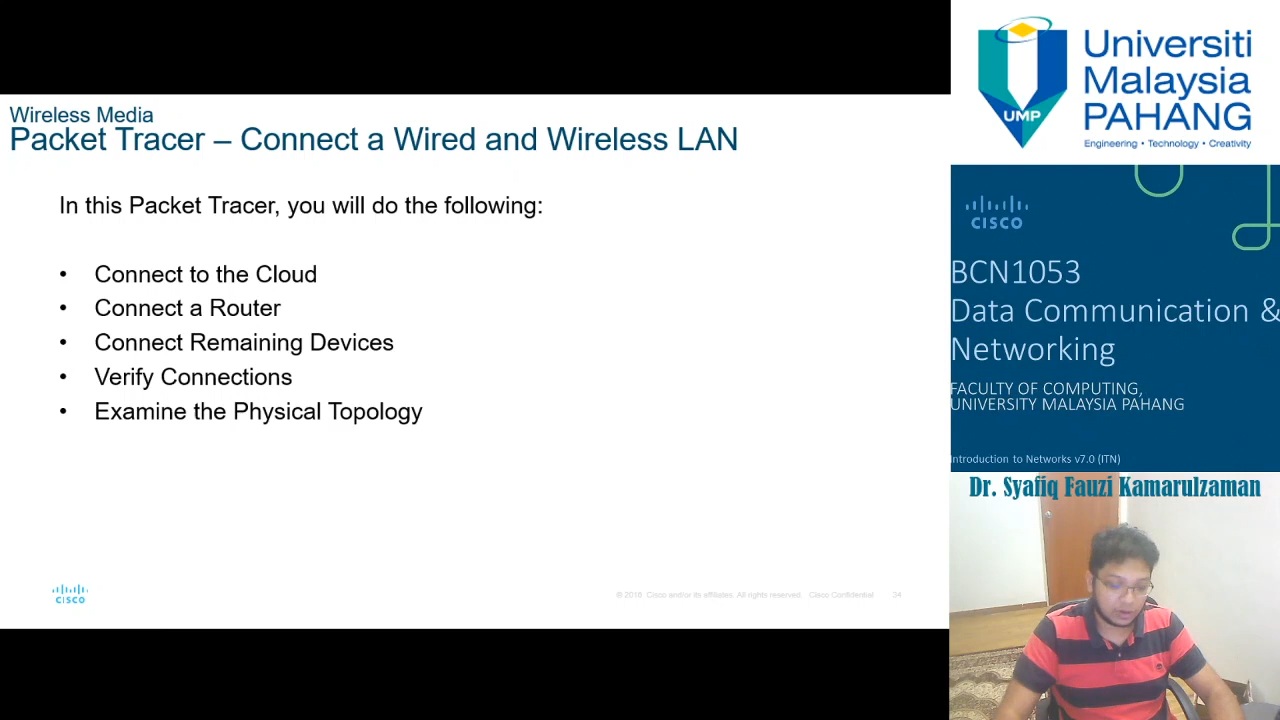 Wireless Media
Packet Tracer – Connect a Wired and Wireless LAN
In this Packet Tracer, you will do the following:
• Connect to the Cloud
• Connect a Router
• Connect Remaining Devices
• Verify Connections
• Examine the Physical Topology
CISCO
© 2016 Cisco and/or its affiliates. All rights reserved. Cisco Confidential 34
UMP
Universiti
Malaysia
PAHANG
Engineering • Technology • Creativity
CISCO
BCN1053
Data Communication &
Networking
FACULTY OF COMPUTING,
UNIVERSITY MALAYSIA PAHANG
Introduction to Networks v7.0 (ITN)
Dr. Syafiq Fauzi Kamarulzaman